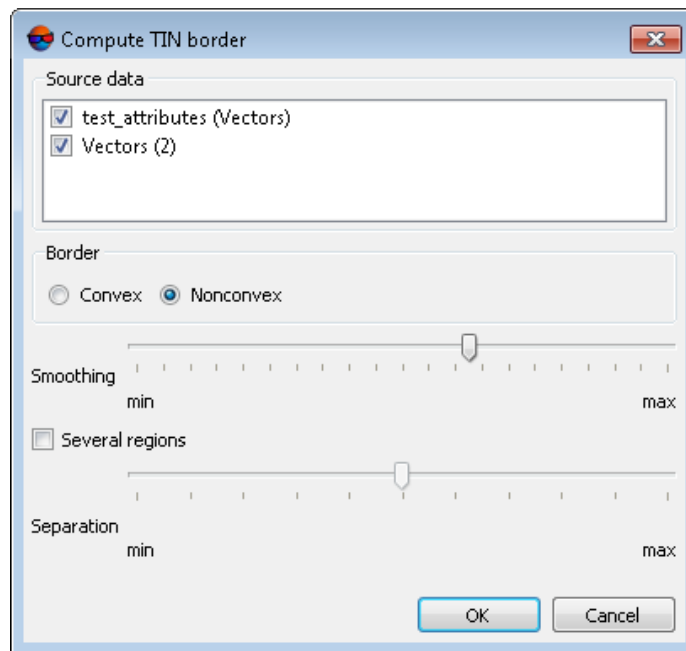 Compute TIN border
Source data
test_attributes (Vectors)
Vectors (2)
Border
Convex Nonconvex
Smoothing
min max
Several regions
Separation
min max
OK Cancel